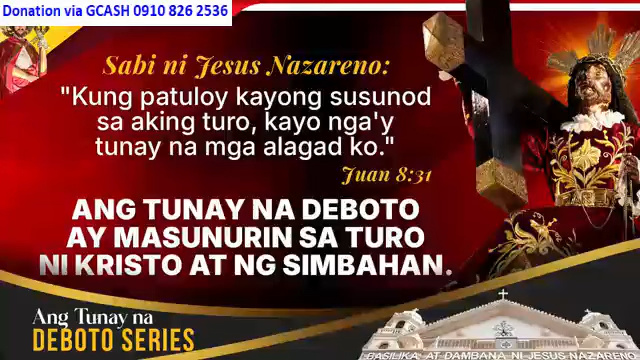 Donation via GCASH 0910 826 2536
Sabi ni Jesus Nazareno:
"Kung patuloy kayong susunod
sa aking turo, kayo nga'y
tunay na mga alagad ko."
Juan 8:31
ANG TUNAY NA DEBOTO
AY MASUNURIN SA TURO
NI KRISTO AT NG SIMBAHAN.
Ang Tunay na
DEBOTO SERIES
BASILIKA AT DAMBANA NI JESUS NAZARENO